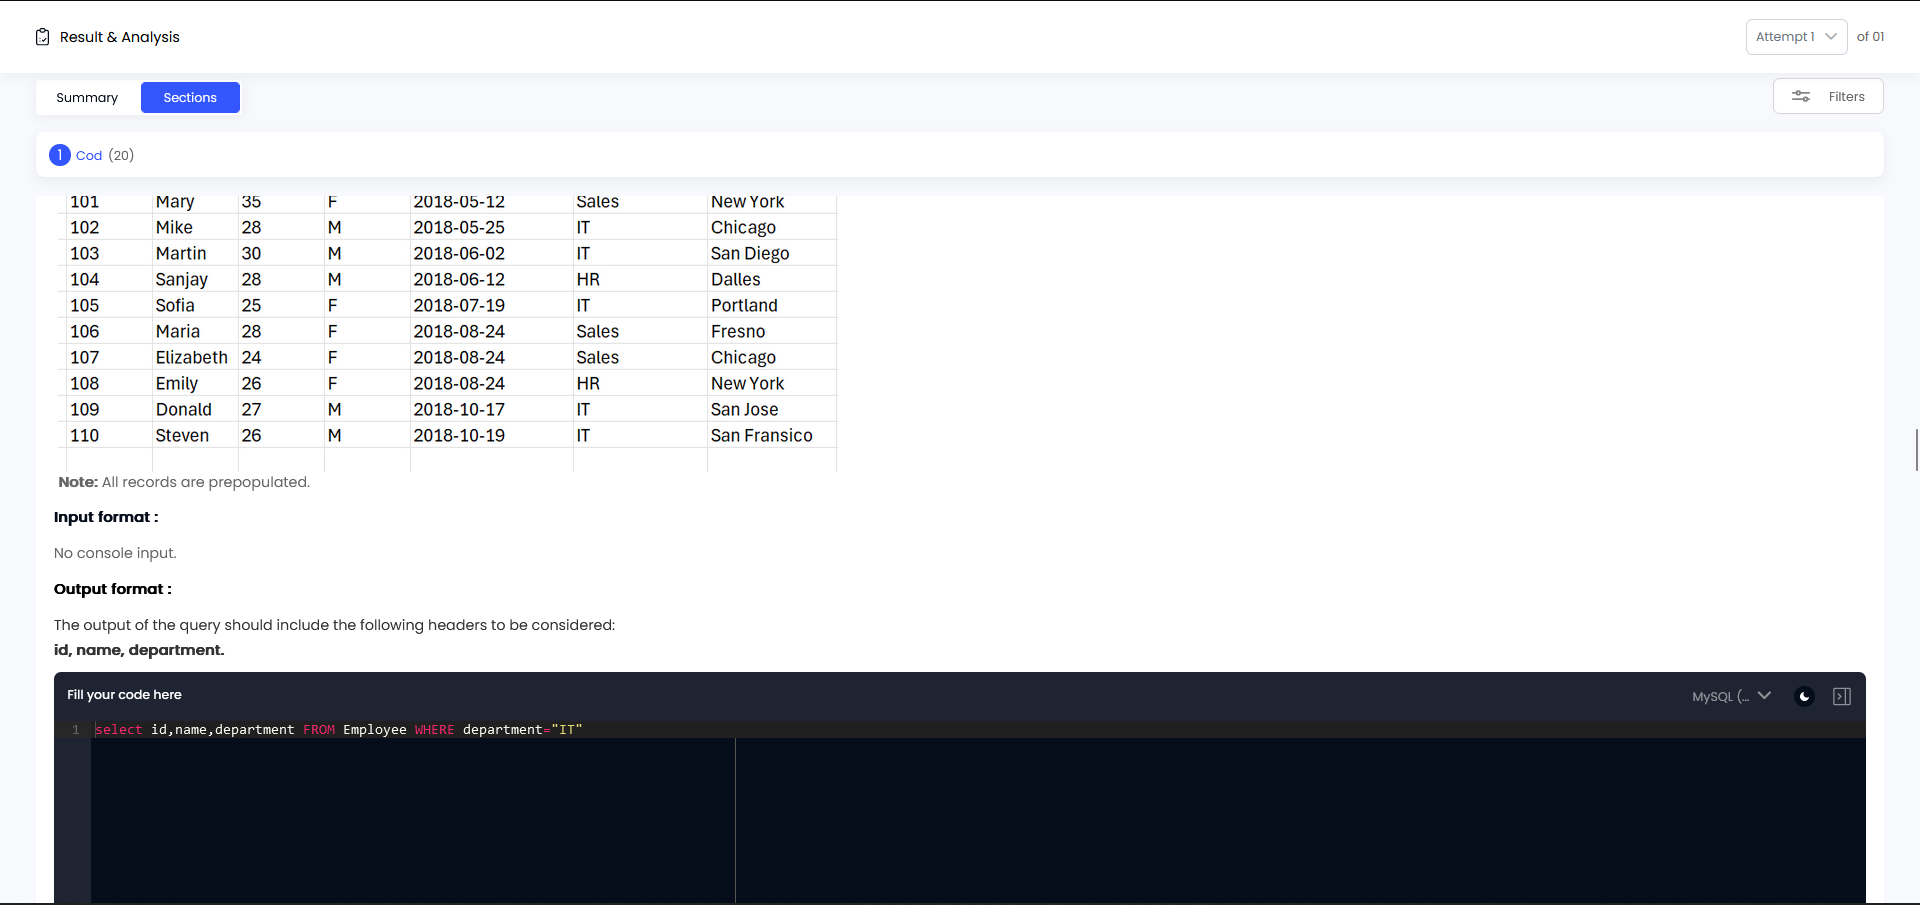 Result & Analysis
Attempt 1 of 01
Summary Sections Filters
1 Cod (20)
101 Mary 35 F 2018-05-12 Sales New York
102 Mike 28 M 2018-05-25 IT Chicago
103 Martin 30 M 2018-06-02 IT San Diego
104 Sanjay 28 M 2018-06-12 HR Dalles
105 Sofia 25 F 2018-07-19 IT Portland
106 Maria 28 F 2018-08-24 Sales Fresno
107 Elizabeth 24 F 2018-08-24 Sales Chicago
108 Emily 26 F 2018-08-24 HR New York
109 Donald 27 M 2018-10-17 IT San Jose
110 Steven 26 M 2018-10-19 IT San Fransico
Note: All records are prepopulated.
Input format :
No console input.
Output format :
The output of the query should include the following headers to be considered:
id, name, department.
Fill your code here MySQL (...
1 select id,name,department FROM Employee WHERE department="IT"